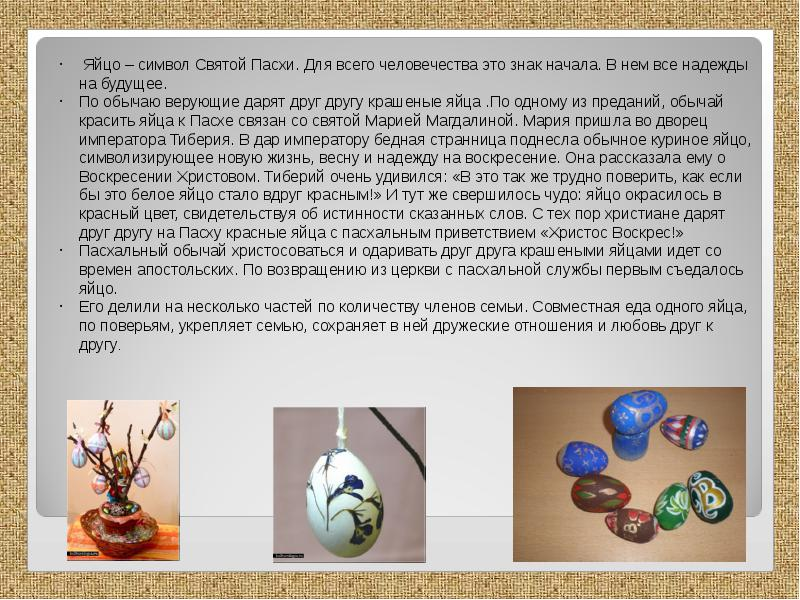 · Яйцо – символ Святой Пасхи. Для всего человечества это знак начала. В нем все надежды
на будущее.
· По обычаю верующие дарят друг другу крашеные яйца .По одному из преданий, обычай
красить яйца к Пасхе связан со святой Марией Магдалиной. Мария пришла во дворец
императора Тиберия. В дар императору бедная странница поднесла обычное куриное яйцо,
символизирующее новую жизнь, весну и надежду на воскресение. Она рассказала ему о
Воскресении Христовом. Тиберий очень удивился: «В это так же трудно поверить, как если
бы это белое яйцо стало вдруг красным!» И тут же свершилось чудо: яйцо окрасилось в
красный цвет, свидетельствуя об истинности сказанных слов. С тех пор христиане дарят
друг другу на Пасху красные яйца с пасхальным приветствием «Христос Воскрес!»
· Пасхальный обычай христосоваться и одаривать друг друга крашеными яйцами идет со
времен апостольских. По возвращению из церкви с пасхальной службы первым съедалось
яйцо.
· Его делили на несколько частей по количеству членов семьи. Совместная еда одного яйца,
по поверьям, укрепляет семью, сохраняет в ней дружеские отношения и любовь друг к
другу.